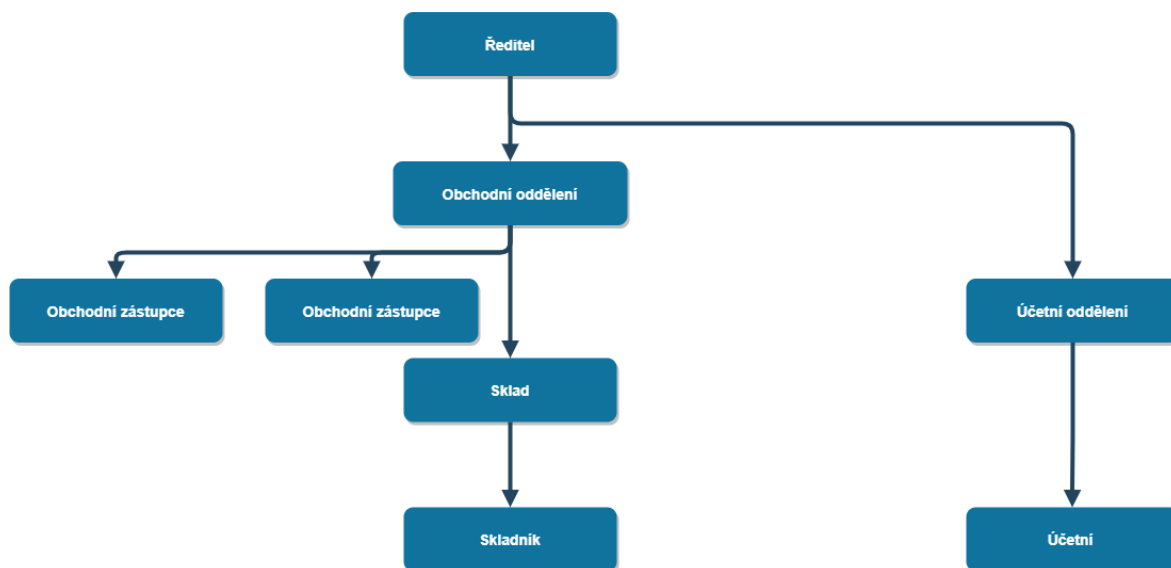 Ředitel
Obchodní oddělení
Obchodní zástupce
Obchodní zástupce
Účetní oddělení
Sklad
Skladník
Účetní